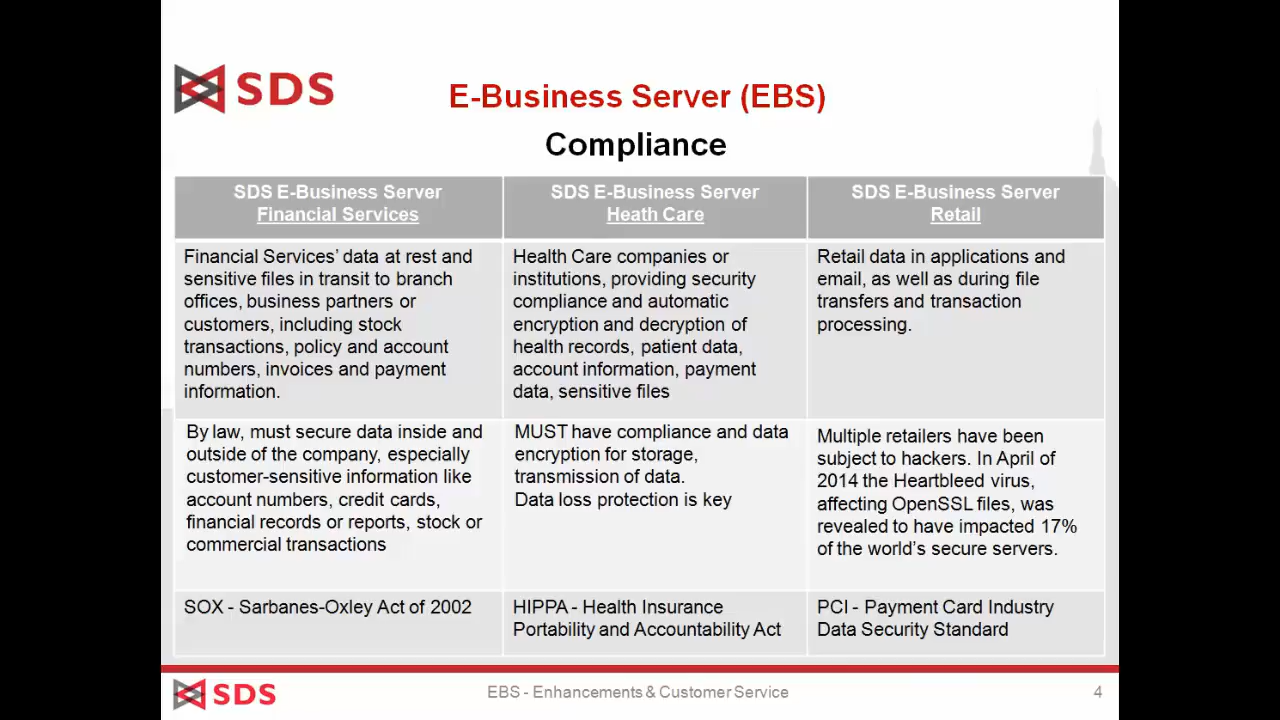 SDS
E-Business Server (EBS)
Compliance
SDS E-Business Server
Financial Services
SDS E-Business Server
Heath Care
SDS E-Business Server
Retail
Financial Services' data at rest and
sensitive files in transit to branch
offices, business partners or
customers, including stock
transactions, policy and account
numbers, invoices and payment
information.
Health Care companies or
institutions, providing security
compliance and automatic
encryption and decryption of
health records, patient data,
account information, payment
data, sensitive files
Retail data in applications and
email, as well as during file
transfers and transaction
processing.
By law, must secure data inside and
outside of the company, especially
customer-sensitive information like
account numbers, credit cards,
financial records or reports, stock or
commercial transactions
MUST have compliance and data
encryption for storage,
transmission of data.
Data loss protection is key
Multiple retailers have been
subject to hackers. In April of
2014 the Heartbleed virus,
affecting OpenSSL files, was
revealed to have impacted 17%
of the world's secure servers.
SOX - Sarbanes-Oxley Act of 2002
HIPPA - Health Insurance
Portability and Accountability Act
PCI - Payment Card Industry
Data Security Standard
SDS
EBS - Enhancements & Customer Service
4